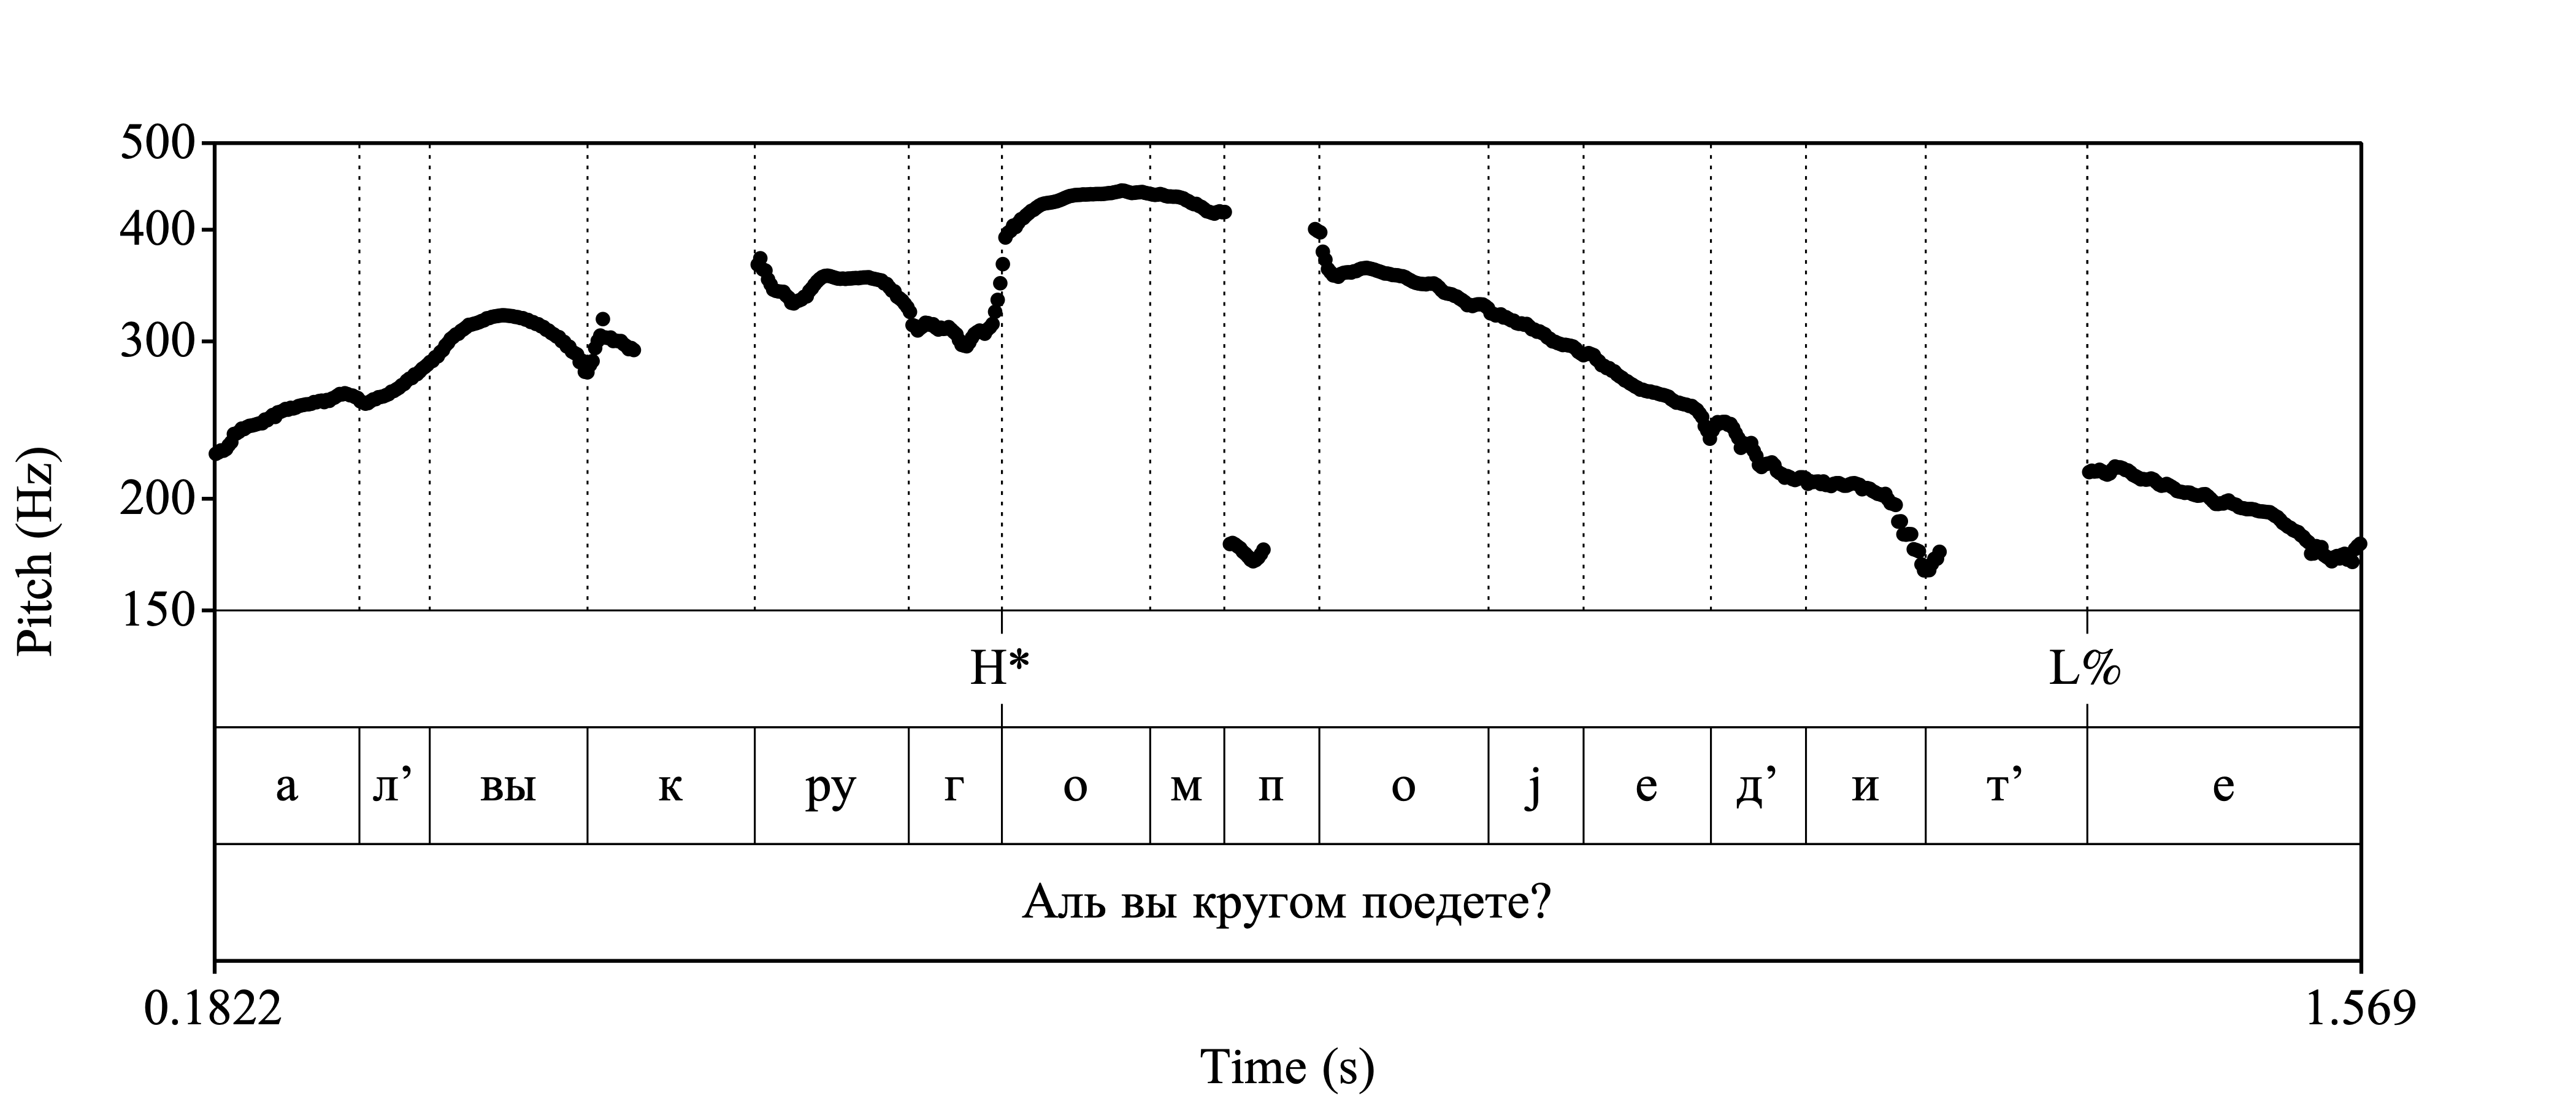 500
400
300
200
150
Pitch (Hz)
H* L%
а л’ вы к ру г о м п о j е д’ и т’ е
Аль вы кругом поедете?
0.1822 1.569
Time (s)